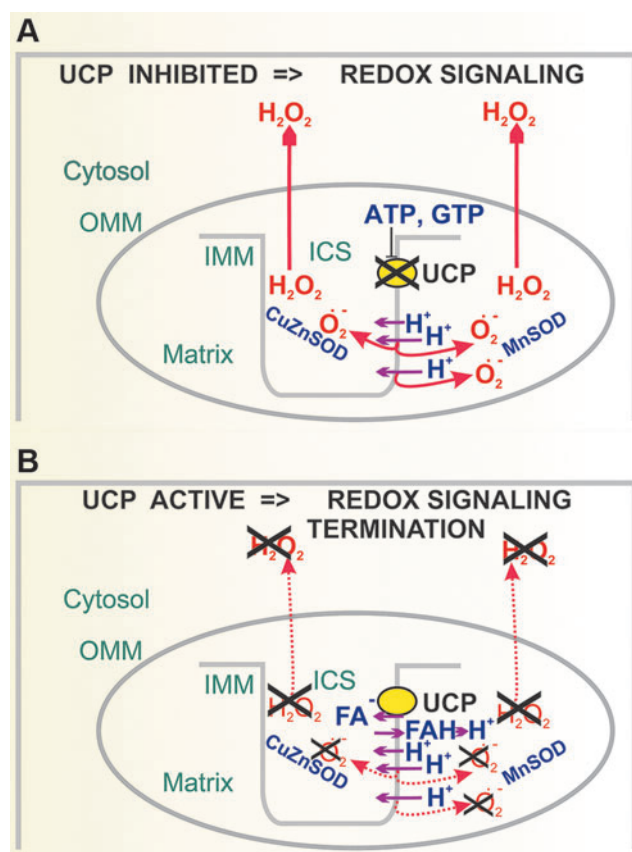 A
UCP INHIBITED => REDOX SIGNALING
H₂O₂ H₂O₂
Cytosol
OMM
ATP, GTP
IMM ICS
UCP
H₂O₂ H₂O₂
CuZnSOD O₂·⁻ H⁺ H⁺ O₂·⁻ MnSOD
Matrix H⁺ O₂·⁻
B
UCP ACTIVE => REDOX SIGNALING
TERMINATION
H₂O₂ H₂O₂
Cytosol
OMM
IMM ICS
UCP
H₂O₂ FA⁻ FAH H⁺ H₂O₂
CuZnSOD O₂·⁻ H⁺ H⁺ O₂·⁻ MnSOD
Matrix H⁺ O₂·⁻